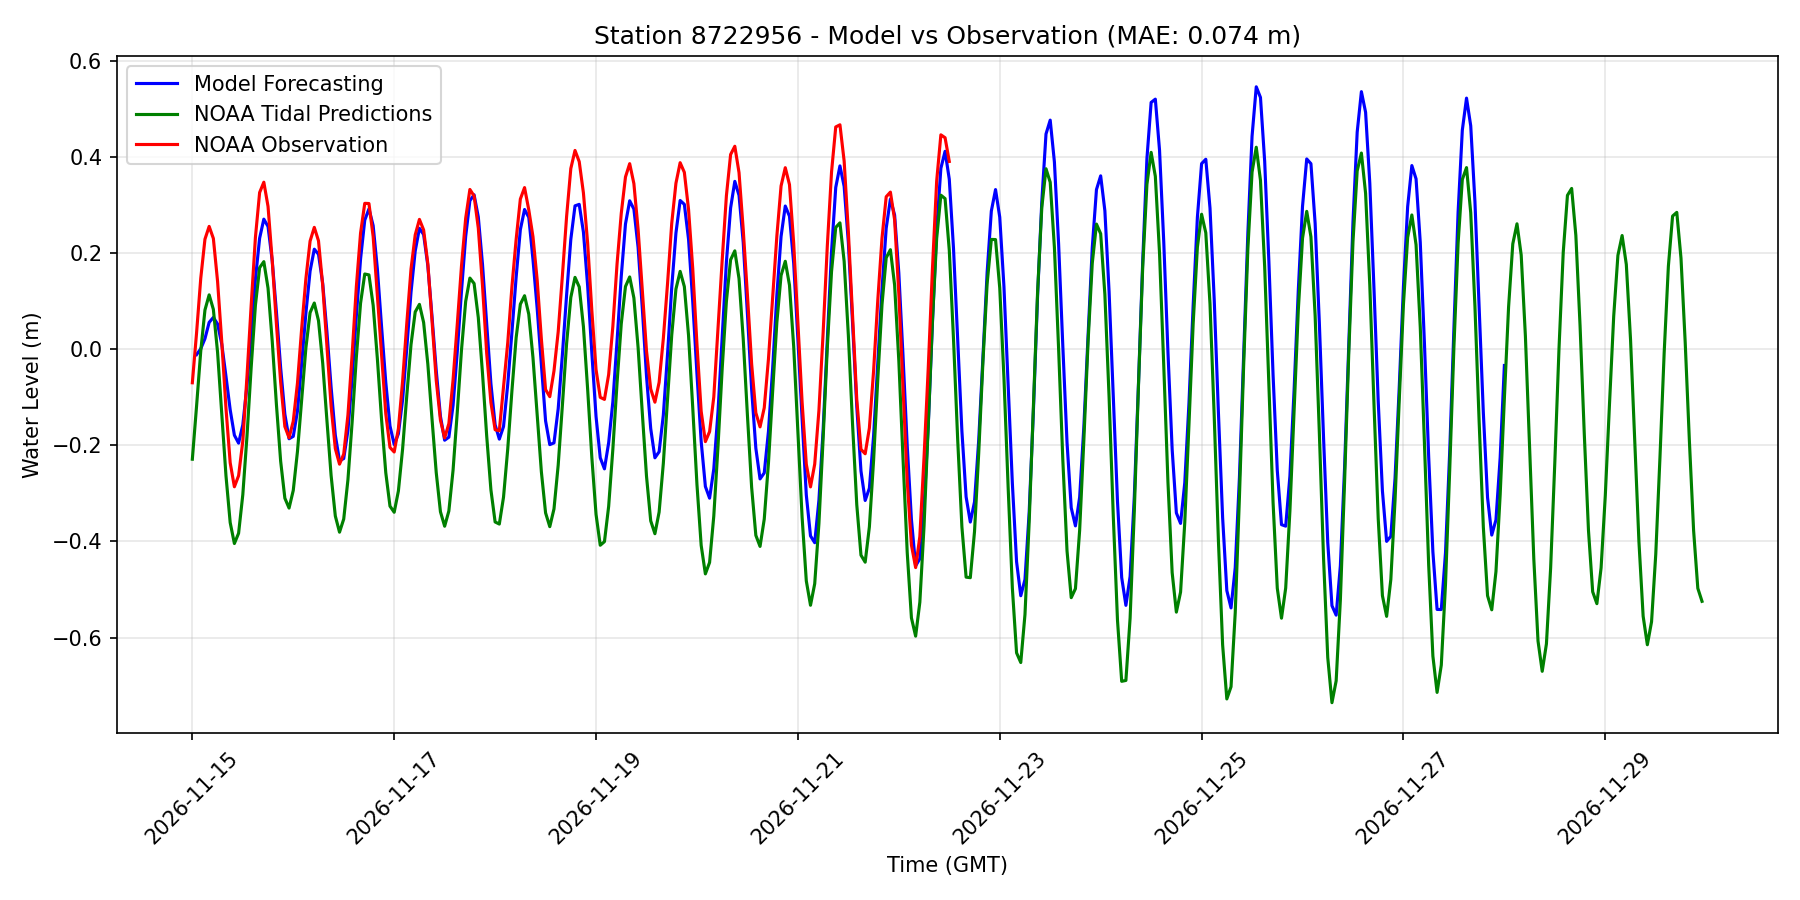 Station 8722956 - Model vs Observation (MAE: 0.074 m)
Model Forecasting
NOAA Tidal Predictions
NOAA Observation
Water Level (m)
0.6
0.4
0.2
0.0
−0.2
−0.4
−0.6
2026-11-15
2026-11-17
2026-11-19
2026-11-21
2026-11-23
2026-11-25
2026-11-27
2026-11-29
Time (GMT)